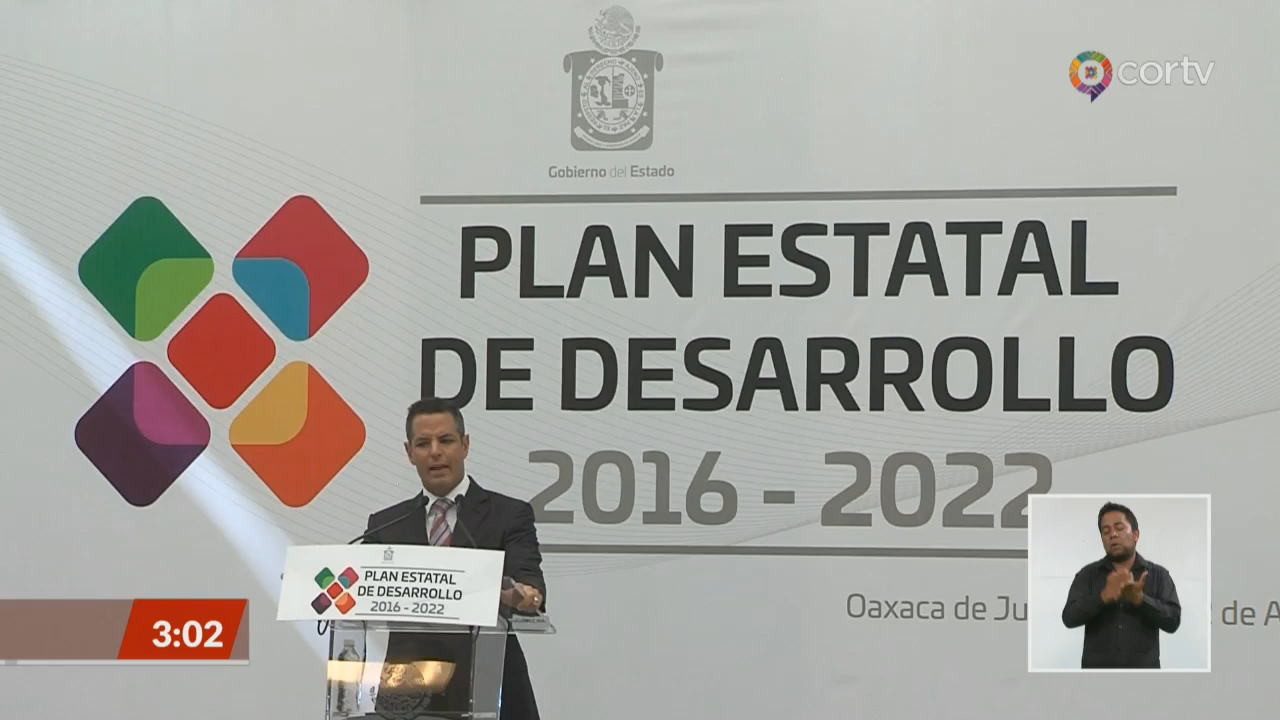 cortv
Gobierno del Estado
PLAN ESTATAL
DE DESARROLLO
2016 - 2022
PLAN ESTATAL
DE DESARROLLO
2016 - 2022
Oaxaca de Ju
de A
3:02